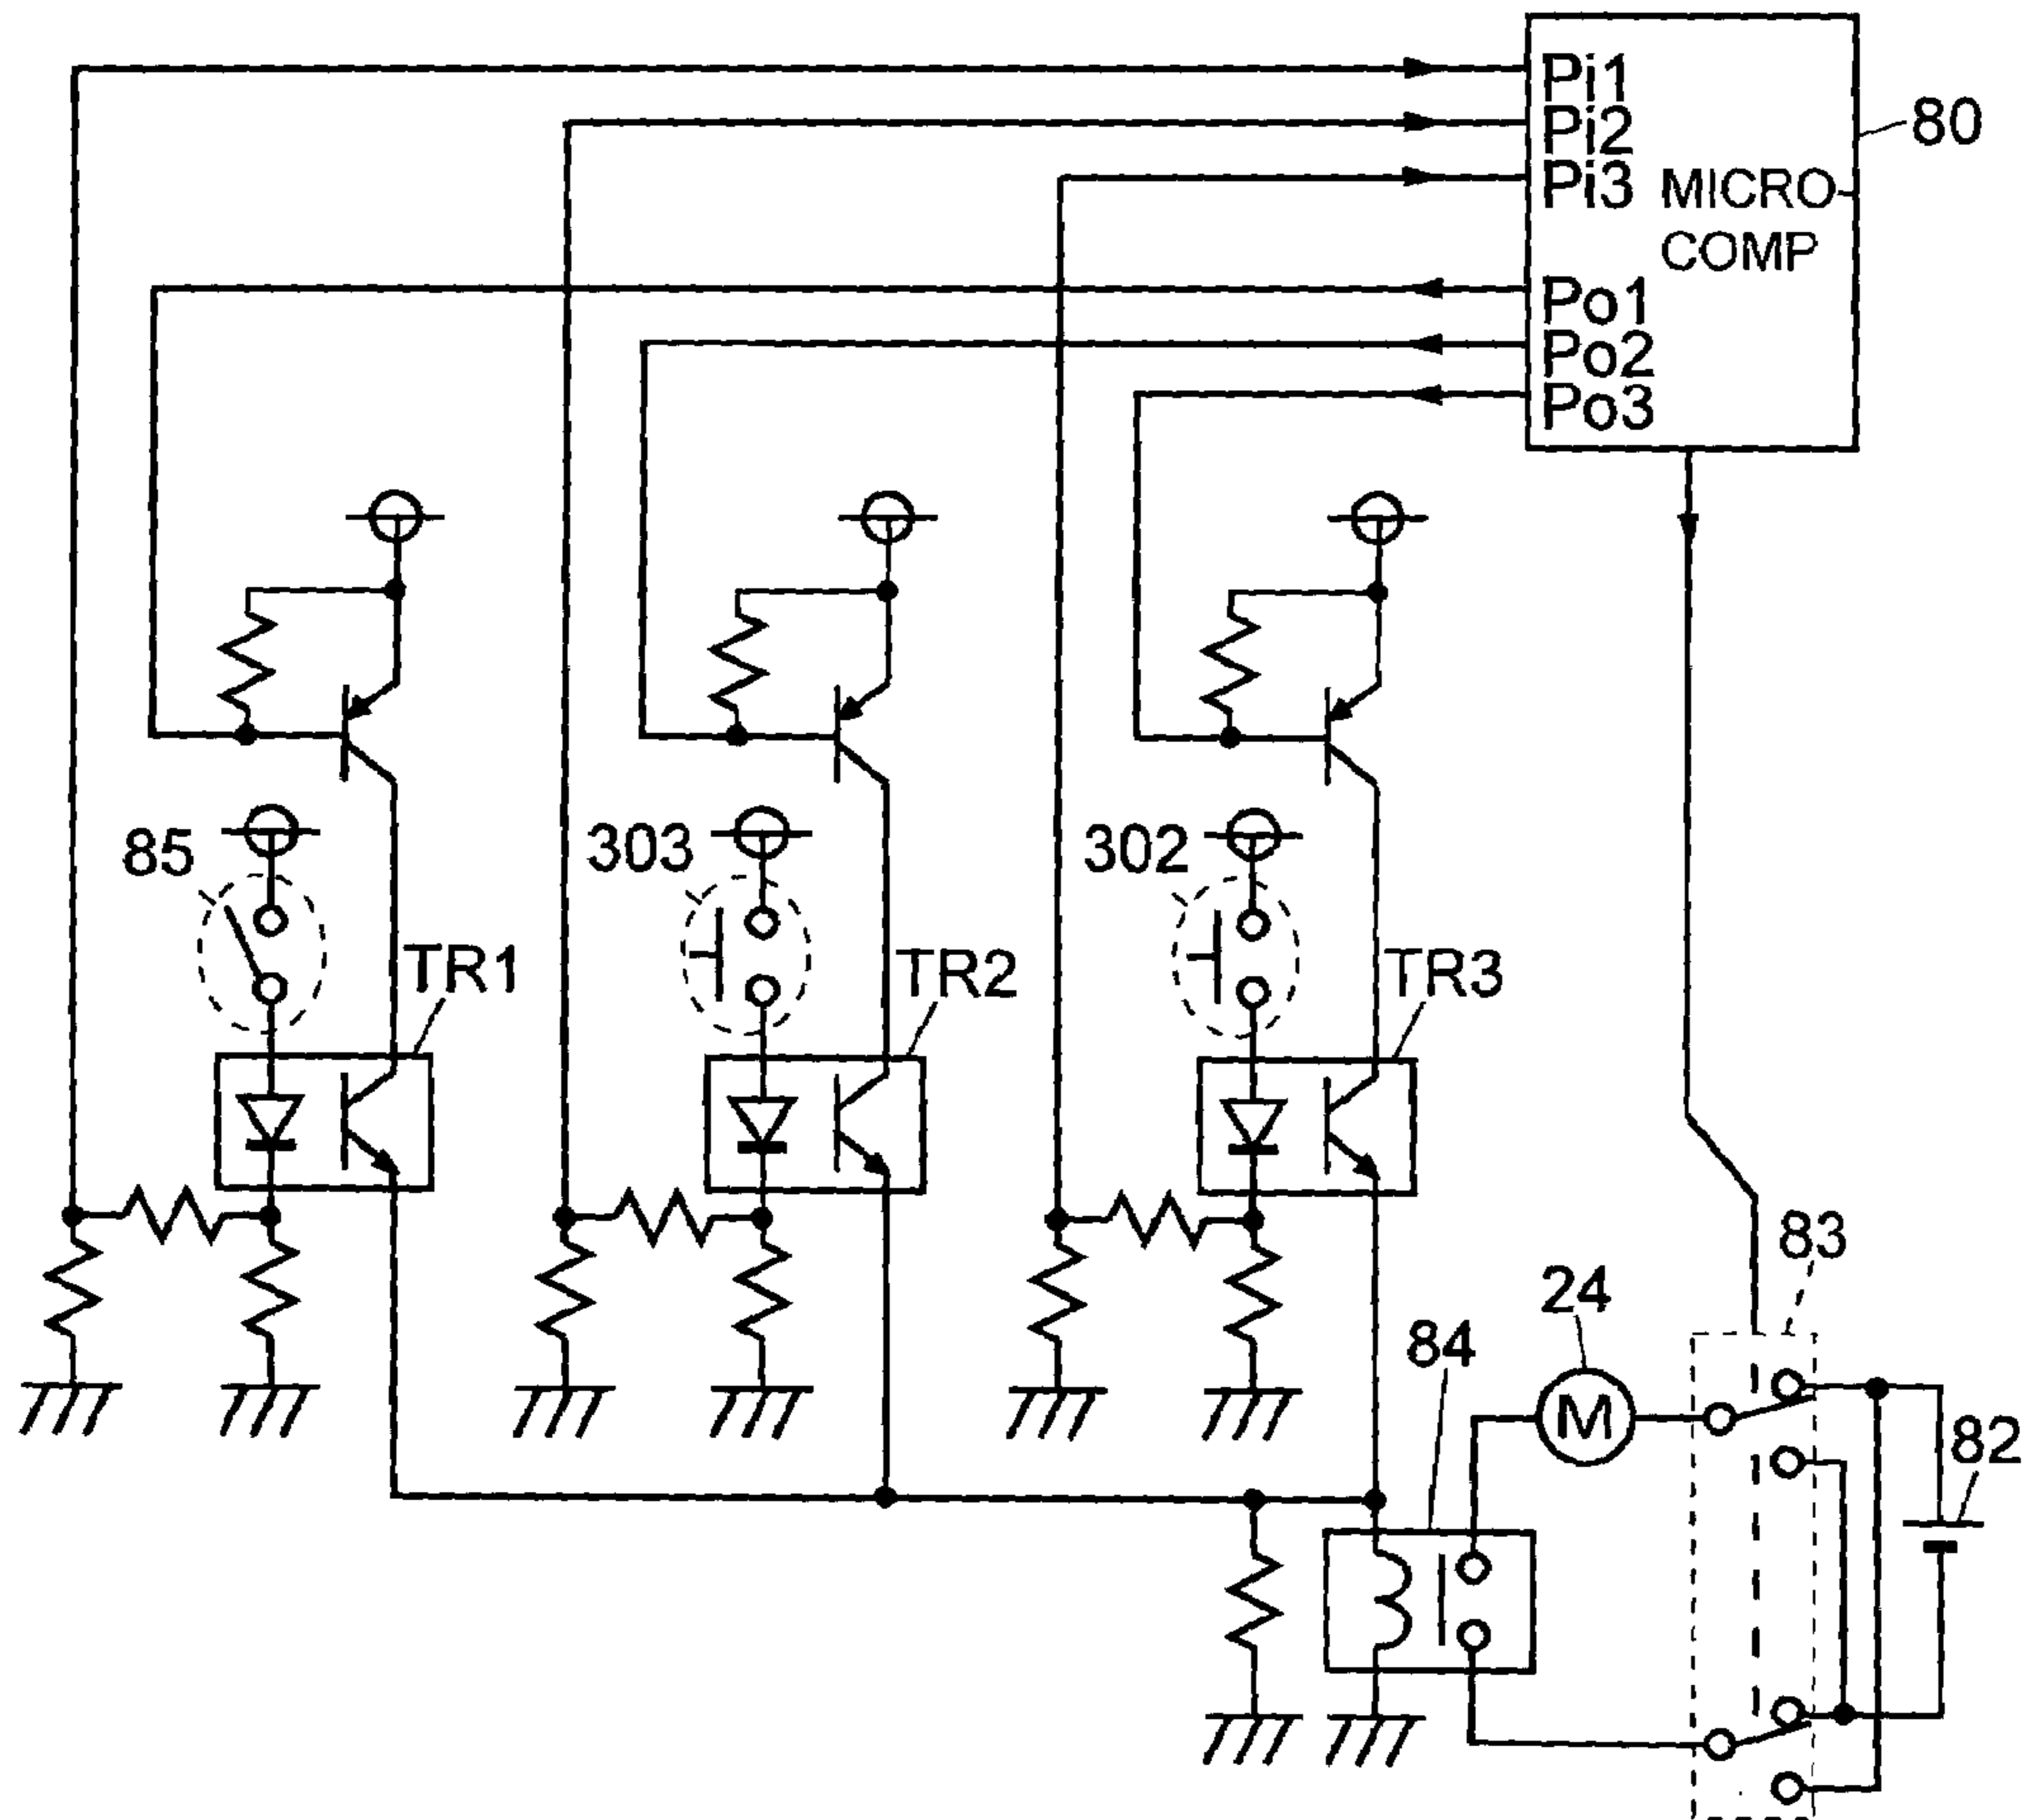 Pi1
Pi2
Pi3
MICRO-
COMP
80
Po1
Po2
Po3
85
303
302
TR1
TR2
TR3
83
24
84
M
82